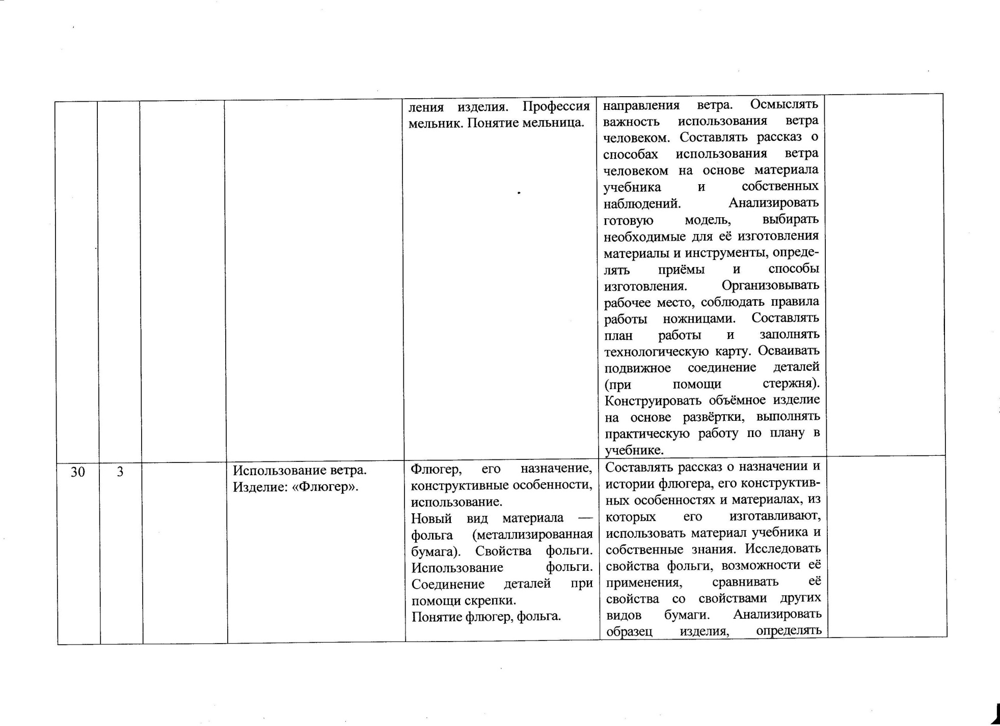 ления изделия. Профессия
мельник. Понятие мельница.
направления ветра. Осмыслять
важность использования ветра
человеком. Составлять рассказ о
способах использования ветра
человеком на основе материала
учебника и собственных
наблюдений. Анализировать
готовую модель, выбирать
необходимые для её изготовления
материалы и инструменты, опреде-
лять приёмы и способы
изготовления. Организовывать
рабочее место, соблюдать правила
работы ножницами. Составлять
план работы и заполнять
технологическую карту. Осваивать
подвижное соединение деталей
(при помощи стержня).
Конструировать объёмное изделие
на основе развёртки, выполнять
практическую работу по плану в
учебнике.
30
3
Использование ветра.
Изделие: «Флюгер».
Флюгер, его назначение,
конструктивные особенности,
использование.
Новый вид материала —
фольга (металлизированная
бумага). Свойства фольги.
Использование фольги.
Соединение деталей при
помощи скрепки.
Понятие флюгер, фольга.
Составлять рассказ о назначении и
истории флюгера, его конструктив-
ных особенностях и материалах, из
которых его изготавливают,
использовать материал учебника и
собственные знания. Исследовать
свойства фольги, возможности её
применения, сравнивать её
свойства со свойствами других
видов бумаги. Анализировать
образец изделия, определять